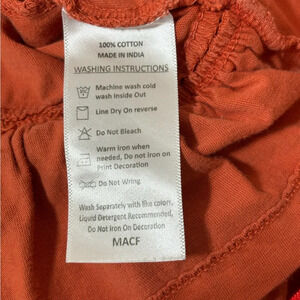 100% COTTON
MADE IN INDIA
WASHING INSTRUCTIONS
Machine wash cold
wash Inside Out
Line Dry On reverse
Do Not Bleach
Warm iron when
needed, Do not iron on
Print Decoration
Do Not Wring
Wash Separately with like colors,
Liquid Detergent Recommended,
Do Not Iron On Decoration
MACF